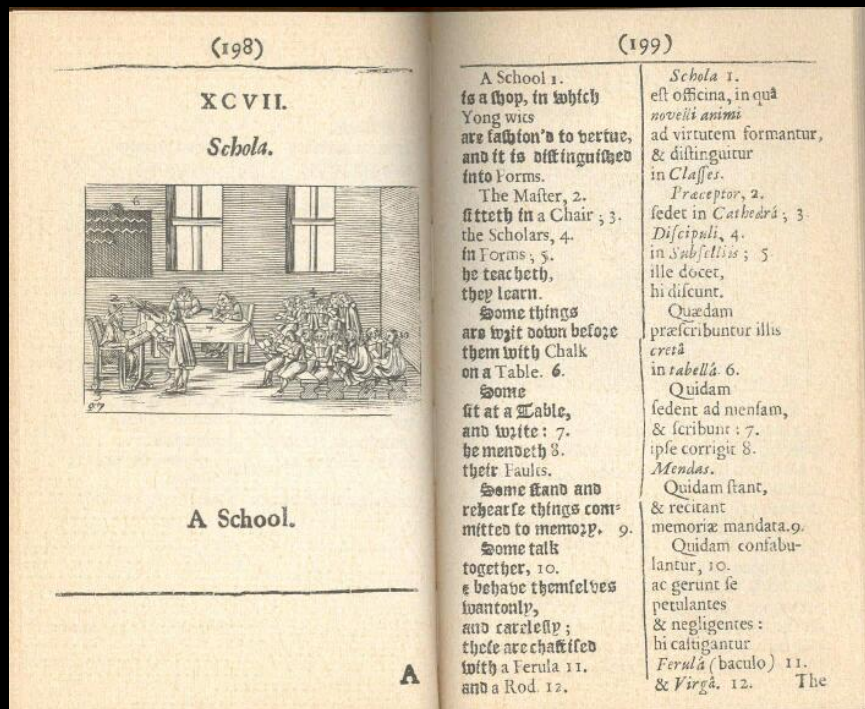 (198)
XCVII.
Schola.
6
2
7
4
10
3
97
A School.
A
(199)
A School 1.
is a shop, in which
Yong wits
are fashion'd to vertue,
and it is distinguished
into Forms.
The Master, 2.
sitteth in a Chair ; 3.
the Scholars, 4.
in Forms ; 5.
he teacheth,
they learn.
Some things
are writ down before
them with Chalk
on a Table. 6.
Some
sit at a Table,
and write : 7.
he mendeth 8.
their Faults.
Some stand and
rehearse things com-
mitted to memory. 9.
Some talk
together, 10.
& behave themselves
wantonly,
and carelesly ;
these are chastised
with a Ferula 11.
and a Rod. 12.
Schola 1.
est officina, in quâ
novelli animi
ad virtutem formantur,
& distinguitur
in Classes.
Præceptor, 2.
sedet in Cathedrâ ; 3
Discipuli, 4.
in Subselliis ; 5
ille docet,
hi discunt.
Quædam
præscribuntur illis
cretâ
in tabellâ. 6.
Quidam
sedent ad mensam,
& scribunt : 7.
ipse corrigit 8.
Mendas.
Quidam stant,
& recitant
memoriæ mandata. 9.
Quidam confabu-
lantur, 10.
ac gerunt se
petulantes
& negligentes :
hi castigantur
Ferulâ (baculo) 11.
& Virgâ. 12.
The